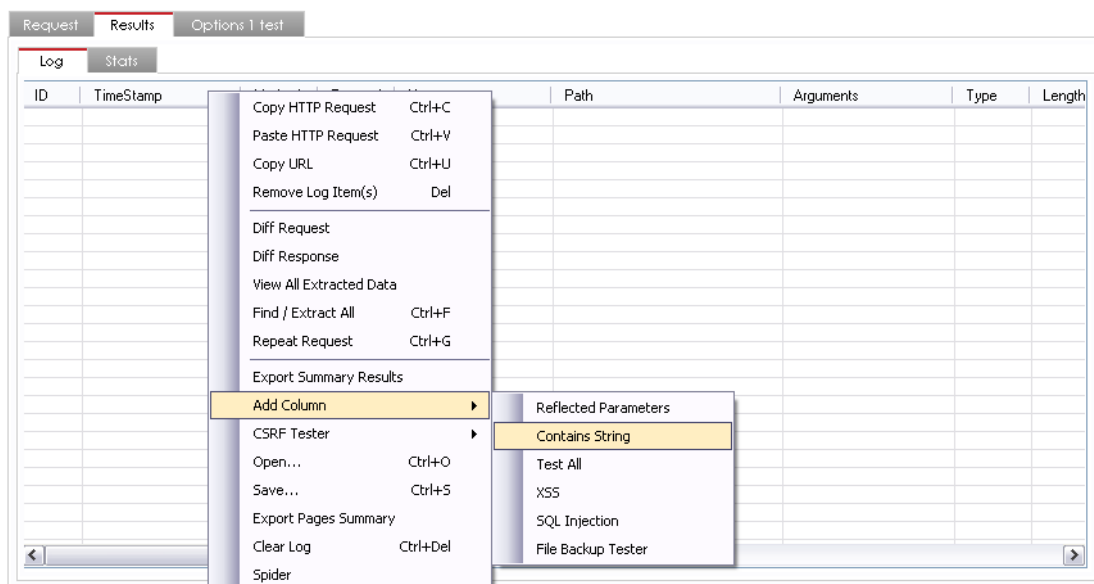 Request Results Options 1 test
Log Stats
ID TimeStamp Path Arguments Type Length
Copy HTTP Request Ctrl+C
Paste HTTP Request Ctrl+V
Copy URL Ctrl+U
Remove Log Item(s) Del
Diff Request
Diff Response
View All Extracted Data
Find / Extract All Ctrl+F
Repeat Request Ctrl+G
Export Summary Results
Add Column
Reflected Parameters
CSRF Tester
Contains String
Open... Ctrl+O
Test All
Save... Ctrl+S
XSS
Export Pages Summary
SQL Injection
Clear Log Ctrl+Del
File Backup Tester
Spider